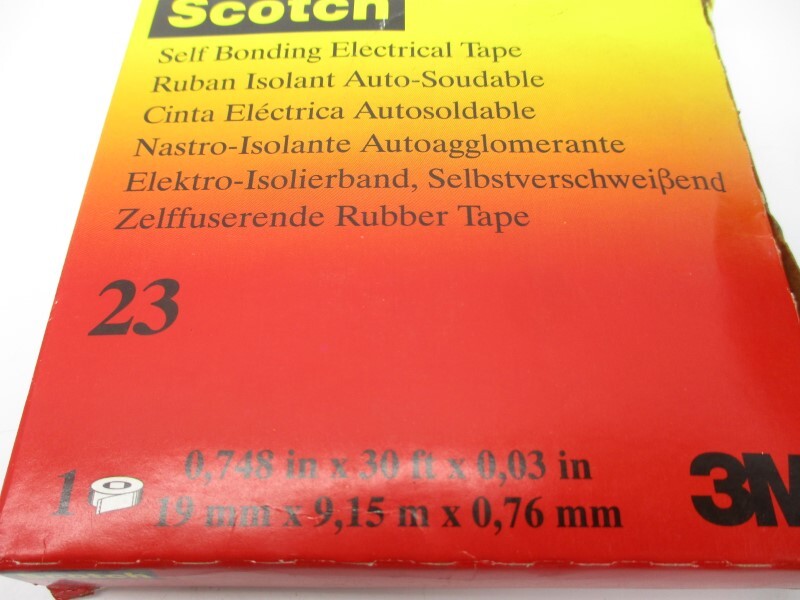 Scotch
Self Bonding Electrical Tape
Ruban Isolant Auto-Soudable
Cinta Eléctrica Autosoldable
Nastro-Isolante Autoagglomerante
Elektro-Isolierband, Selbstverschweißend
Zelffuserende Rubber Tape
23
1
0,748 in x 30 ft x 0,03 in
19 mm x 9,15 m x 0,76 mm
3M
Scotch